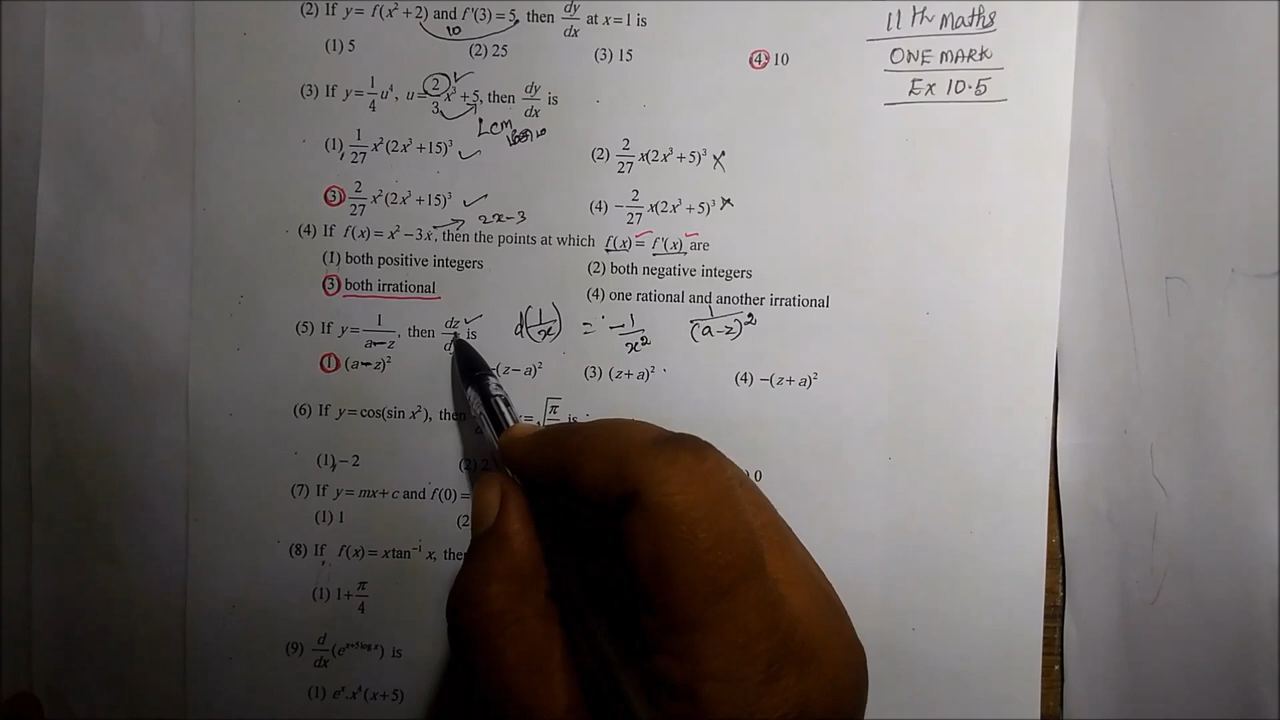 (2) If y = f(x² + 2) and f'(3) = 5, then dy/dx at x = 1 is
10
(1) 5 (2) 25 (3) 15 (4) 10
11th maths
ONE MARK
Ex 10.5
(3) If y = 1/4 u⁴, u = 2/3 x³ + 5, then dy/dx is
LCM
(1) 1/27 x²(2x³ + 15)³ (2) 2/27 x(2x³ + 5)³
(3) 2/27 x²(2x³ + 15)³ (4) −2/27 x(2x³ + 5)³
2x-3
(4) If f(x) = x² − 3x, then the points at which f(x) = f'(x) are
(1) both positive integers (2) both negative integers
(3) both irrational (4) one rational and another irrational
(5) If y = 1/(a−z), then dz/dy is d(1/x) = -1/x² 1/(a-z)²
(1) (a−z)² −(z−a)² (3) (z+a)² (4) −(z+a)²
(6) If y = cos(sin x²), then = √π is
(1) −2 (2) 2 0
(7) If y = mx + c and f(0) =
(1) 1 (2
(8) If f(x) = x tan⁻¹ x, the
(1) 1 + π/4
(9) d/dx (e^(x+5 log x)) is
(1) eˣ.x⁴(x+5)